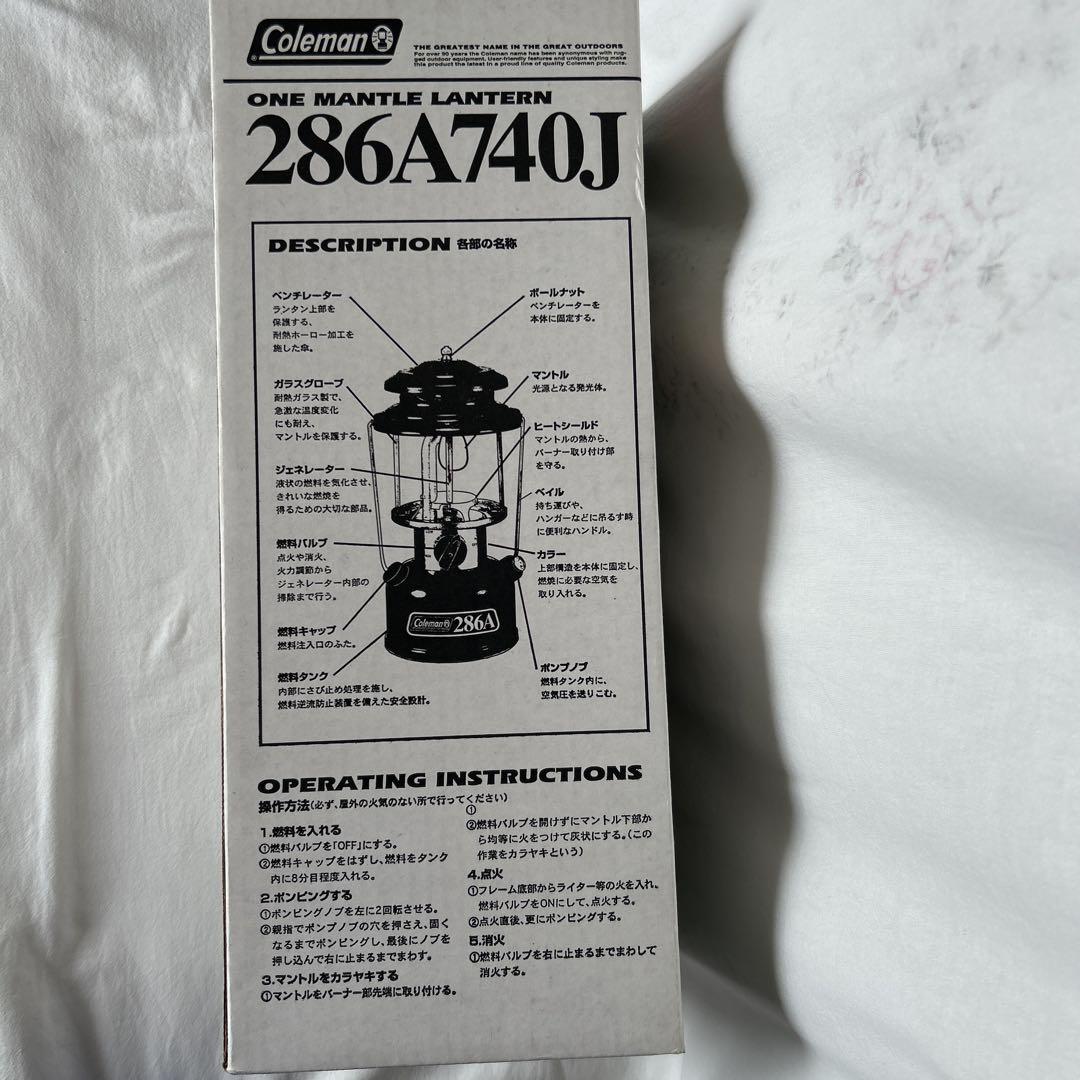 Coleman
THE GREATEST NAME IN THE GREAT OUTDOORS
For over 90 years the Coleman name has been synonymous with rug-
ged outdoor equipment, User-friendly features and unique styling make
this product the latest in a proud line of quality Coleman products.
ONE MANTLE LANTERN
286A740J
DESCRIPTION 各部の名称
ベンチレーター
ランタン上部を
保護する、
耐熱ホーロー加工を
施した傘。
ガラスグローブ
耐熱ガラス製で、
急激な温度変化
にも耐え、
マントルを保護する。
ジェネレーター
液状の燃料を気化させ、
きれいな燃焼を
得るための大切な部品。
燃料バルブ
点火や消火、
火力調節から
ジェネレーター内部の
掃除まで行う。
燃料キャップ
燃料注入口のふた。
燃料タンク
内部にさび止め処理を施し、
燃料逆流防止装置を備えた安全設計。
ボールナット
ベンチレーターを
本体に固定する。
マントル
光源となる発光体。
ヒートシールド
マントルの熱から、
バーナー取り付け部
を守る。
ベイル
持ち運びや、
ハンガーなどに吊るす時
に便利なハンドル。
カラー
上部構造を本体に固定し、
燃焼に必要な空気を
取り入れる。
ポンプノブ
燃料タンク内に、
空気圧を送りこむ。
Coleman 286A
OPERATING INSTRUCTIONS
操作方法(必ず、屋外の火気のない所で行ってください)
1.燃料を入れる
①燃料バルブを「OFF」にする。
②燃料キャップをはずし、燃料をタンク
内に8分目程度入れる。
2.ポンピングする
①ポンピングノブを左に2回転させる。
②親指でポンプノブの穴を押さえ、固く
なるまでポンピングし、最後にノブを
押し込んで右に止まるまでまわす。
3.マントルをカラヤキする
①マントルをバーナー部先端に取り付ける。
①
②燃料バルブを開けずにマントル下部か
ら均等に火をつけて灰状にする。(この
作業をカラヤキという)
4.点火
①フレーム底部からライター等の火を入れ、
燃料バルブをONにして、点火する。
②点火直後、更にポンピングする。
5.消火
①燃料バルブを右に止まるまでまわして
消火する。